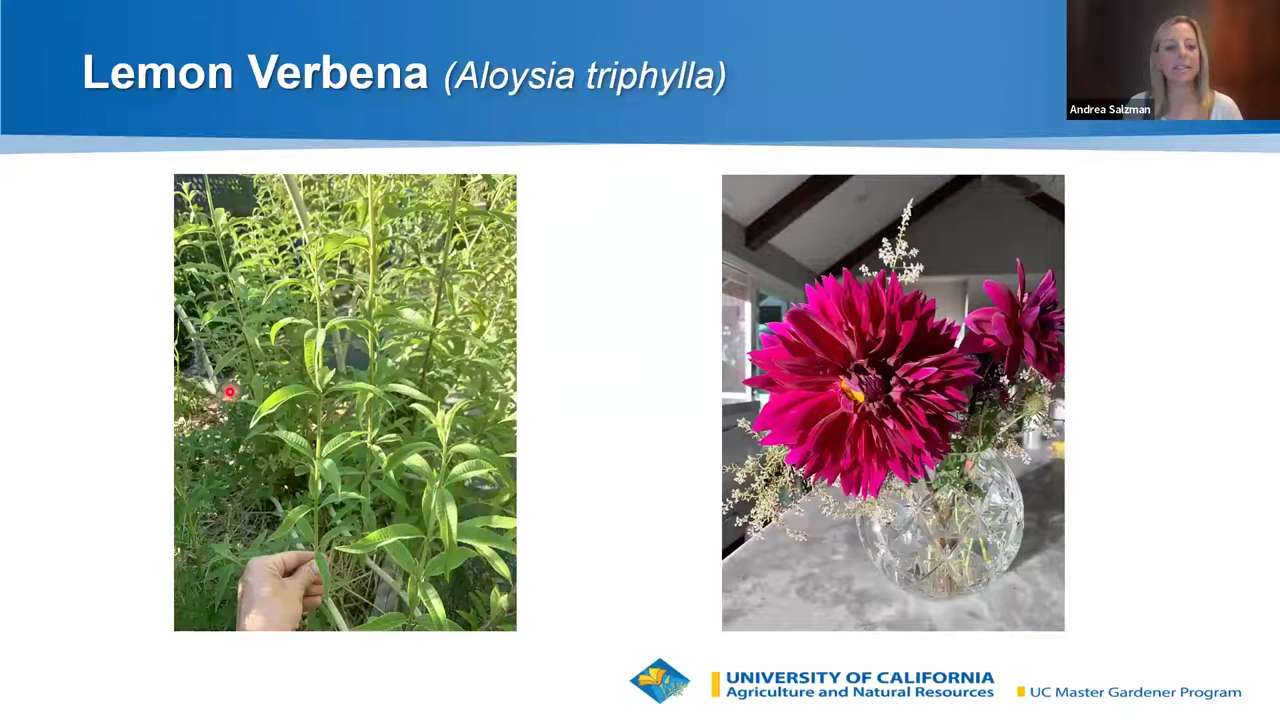 Lemon Verbena (Aloysia triphylla)
Andrea Salzman
UNIVERSITY OF CALIFORNIA
Agriculture and Natural Resources
UC Master Gardener Program